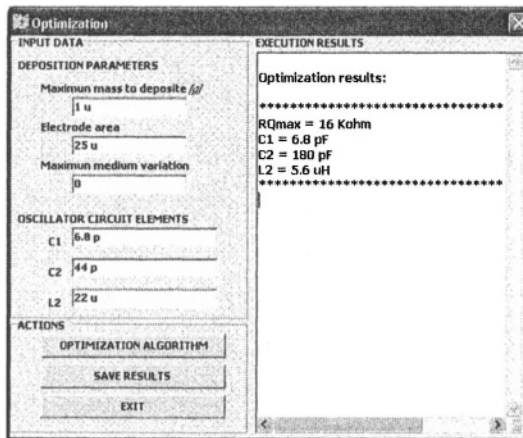 Optimization
INPUT DATA
DEPOSITION PARAMETERS
Maximun mass to deposite /g/
1 u
Electrode area
25 u
Maximun medium variation
0
OSCILLATOR CIRCUIT ELEMENTS
C1 6.8 p
C2 44 p
L2 22 u
ACTIONS
OPTIMIZATION ALGORITHM
SAVE RESULTS
EXIT
EXECUTION RESULTS
Optimization results:
********************************
RQmax = 16 Kohm
C1 = 6.8 pF
C2 = 180 pF
L2 = 5.6 uH
********************************